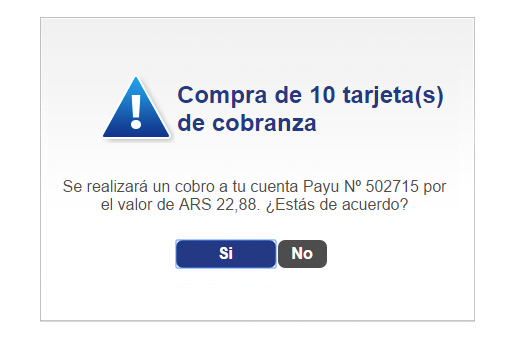 Compra de 10 tarjeta(s)
de cobranza
Se realizará un cobro a tu cuenta Payu Nº 502715 por
el valor de ARS 22,88. ¿Estás de acuerdo?
Si No